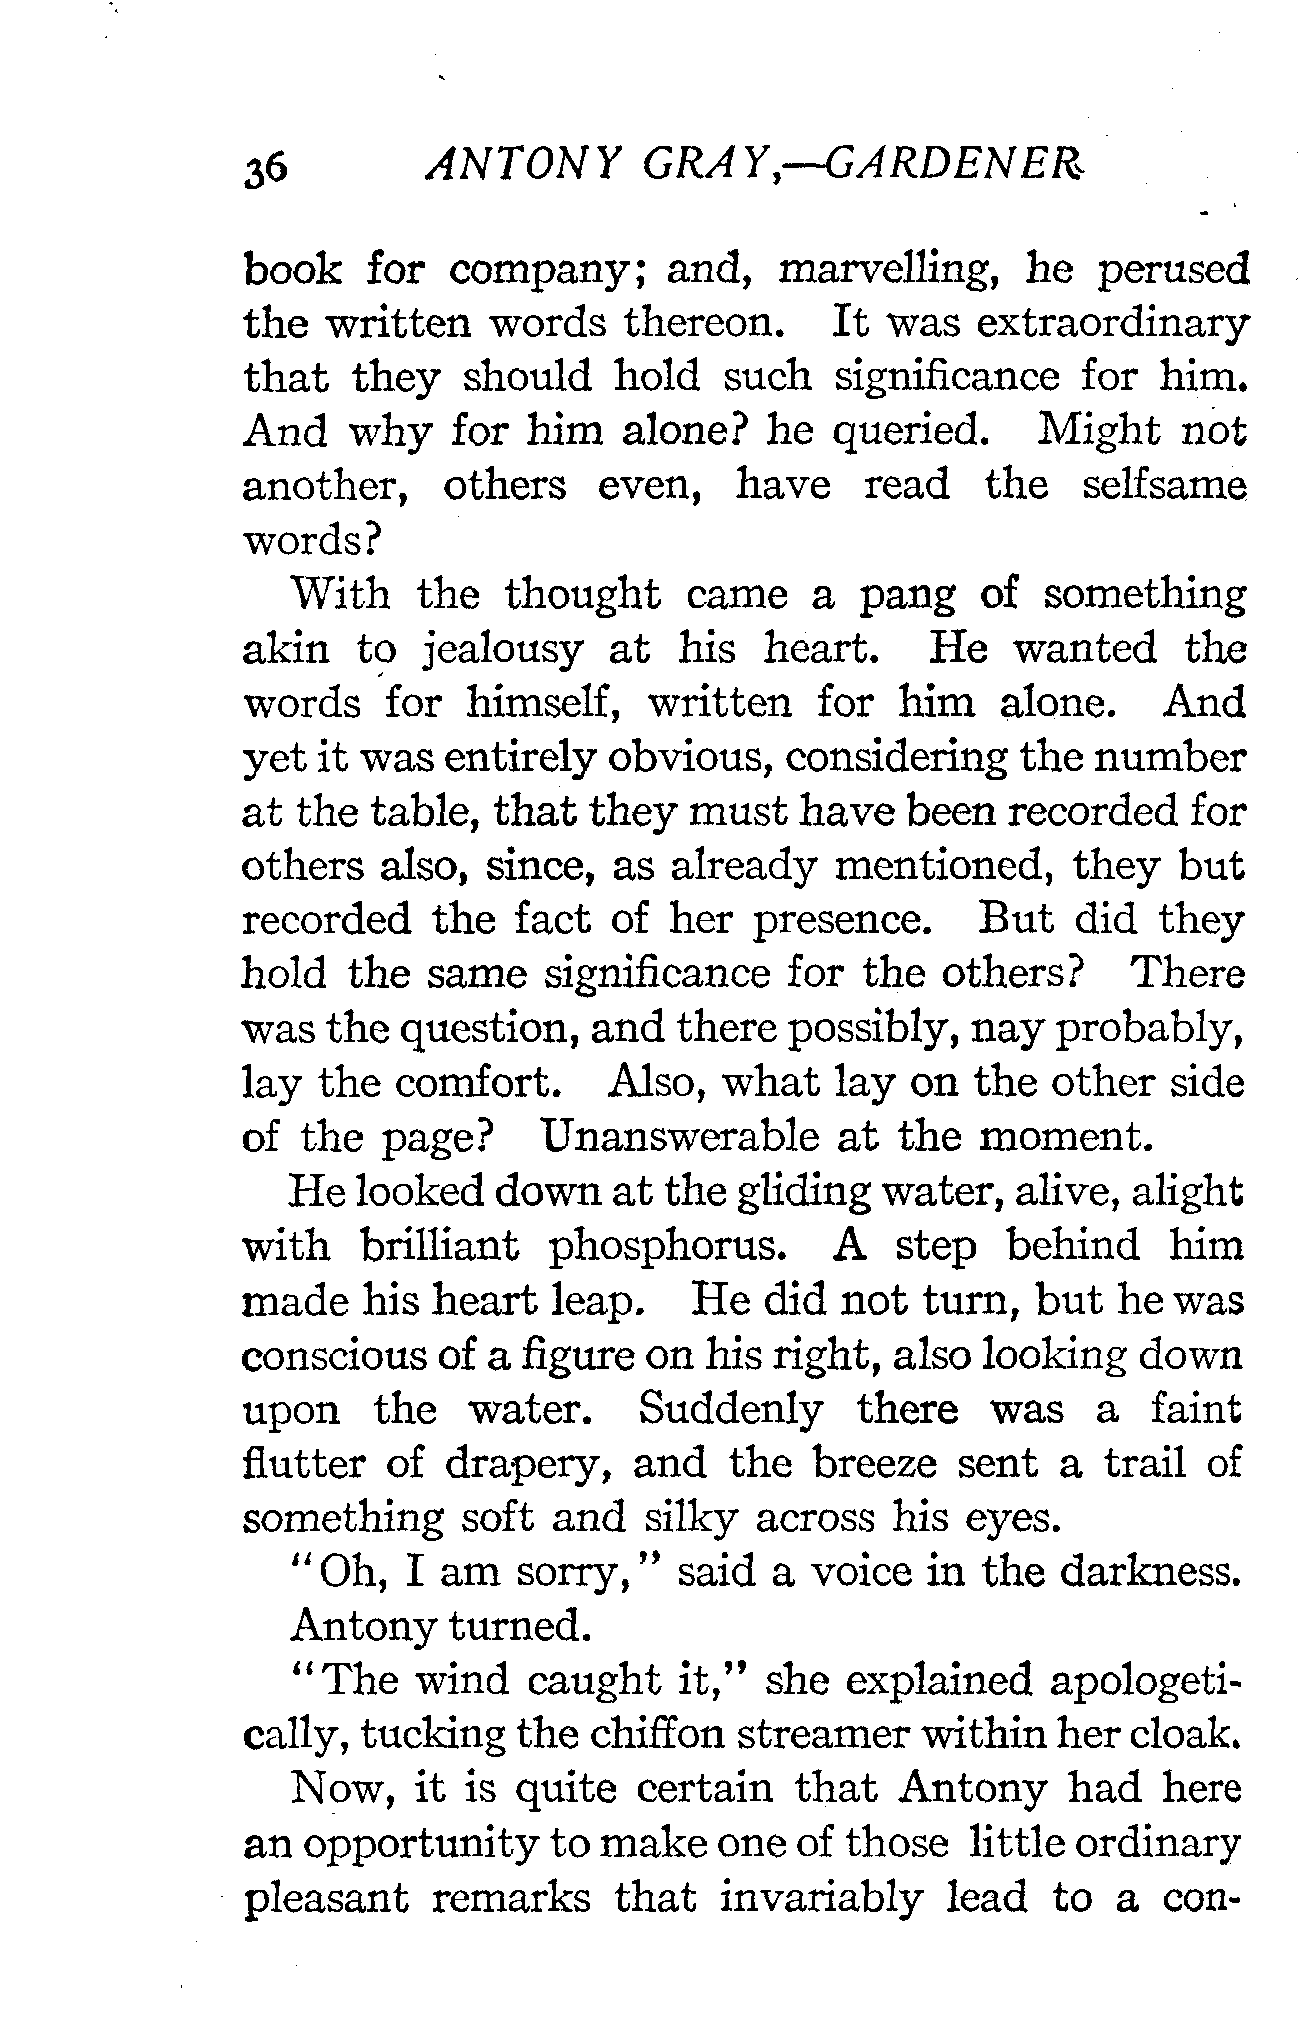 36 ANTONY GRAY,—GARDENER
book for company; and, marvelling, he perused
the written words thereon. It was extraordinary
that they should hold such significance for him.
And why for him alone? he queried. Might not
another, others even, have read the selfsame
words?
With the thought came a pang of something
akin to jealousy at his heart. He wanted the
words for himself, written for him alone. And
yet it was entirely obvious, considering the number
at the table, that they must have been recorded for
others also, since, as already mentioned, they but
recorded the fact of her presence. But did they
hold the same significance for the others? There
was the question, and there possibly, nay probably,
lay the comfort. Also, what lay on the other side
of the page? Unanswerable at the moment.
He looked down at the gliding water, alive, alight
with brilliant phosphorus. A step behind him
made his heart leap. He did not turn, but he was
conscious of a figure on his right, also looking down
upon the water. Suddenly there was a faint
flutter of drapery, and the breeze sent a trail of
something soft and silky across his eyes.
"Oh, I am sorry," said a voice in the darkness.
Antony turned.
"The wind caught it," she explained apologeti-
cally, tucking the chiffon streamer within her cloak.
Now, it is quite certain that Antony had here
an opportunity to make one of those little ordinary
pleasant remarks that invariably lead to a con-